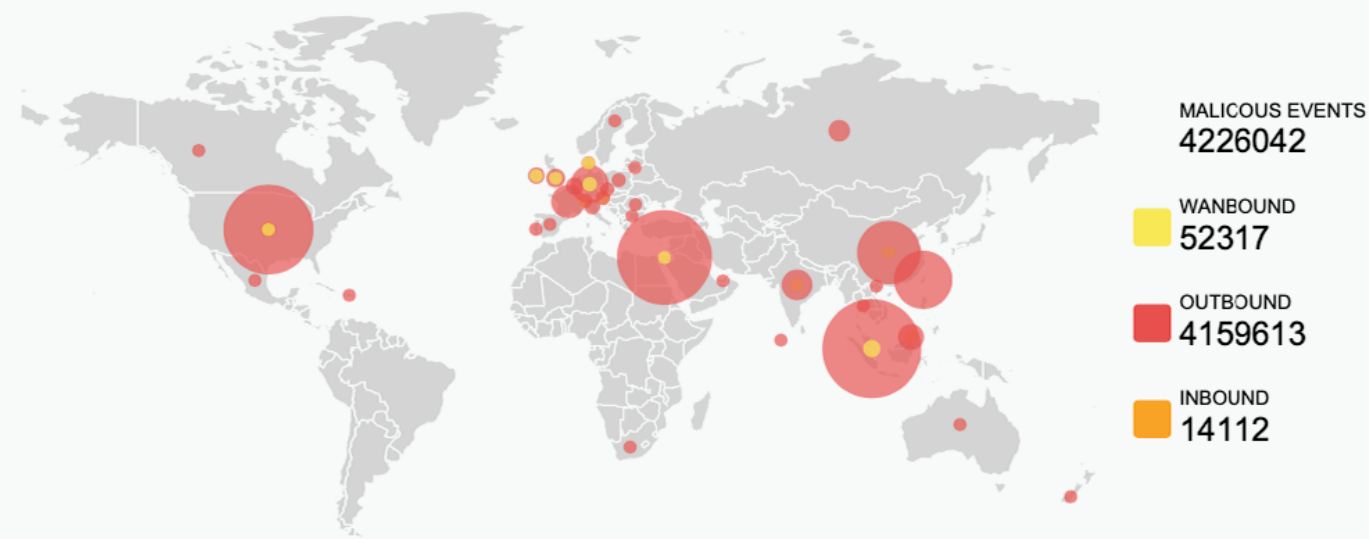 MALICOUS EVENTS
4226042
WANBOUND
52317
OUTBOUND
4159613
INBOUND
14112